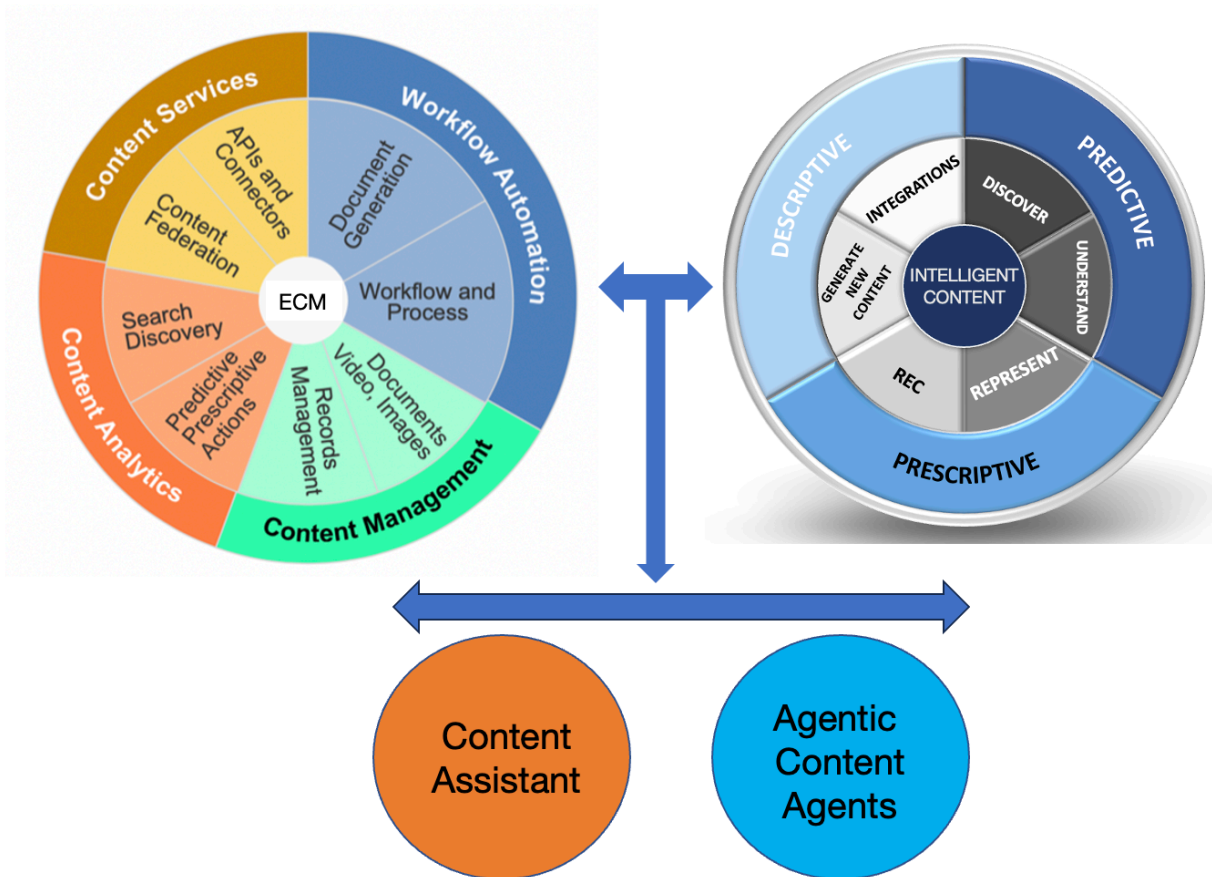 Content Services
APIs and
Connectors
Content
Federation
Workflow Automation
Document
Generation
Workflow and
Process
ECM
Search
Discovery
Predictive
Prescriptive
Actions
Content Analytics
Records
Management
Documents
Video, Images
Content Management
DESCRIPTIVE
PREDICTIVE
INTEGRATIONS
DISCOVER
GENERATE
NEW
CONTENT
INTELLIGENT
CONTENT
UNDERSTAND
REC
REPRESENT
PRESCRIPTIVE
Content
Assistant
Agentic
Content
Agents